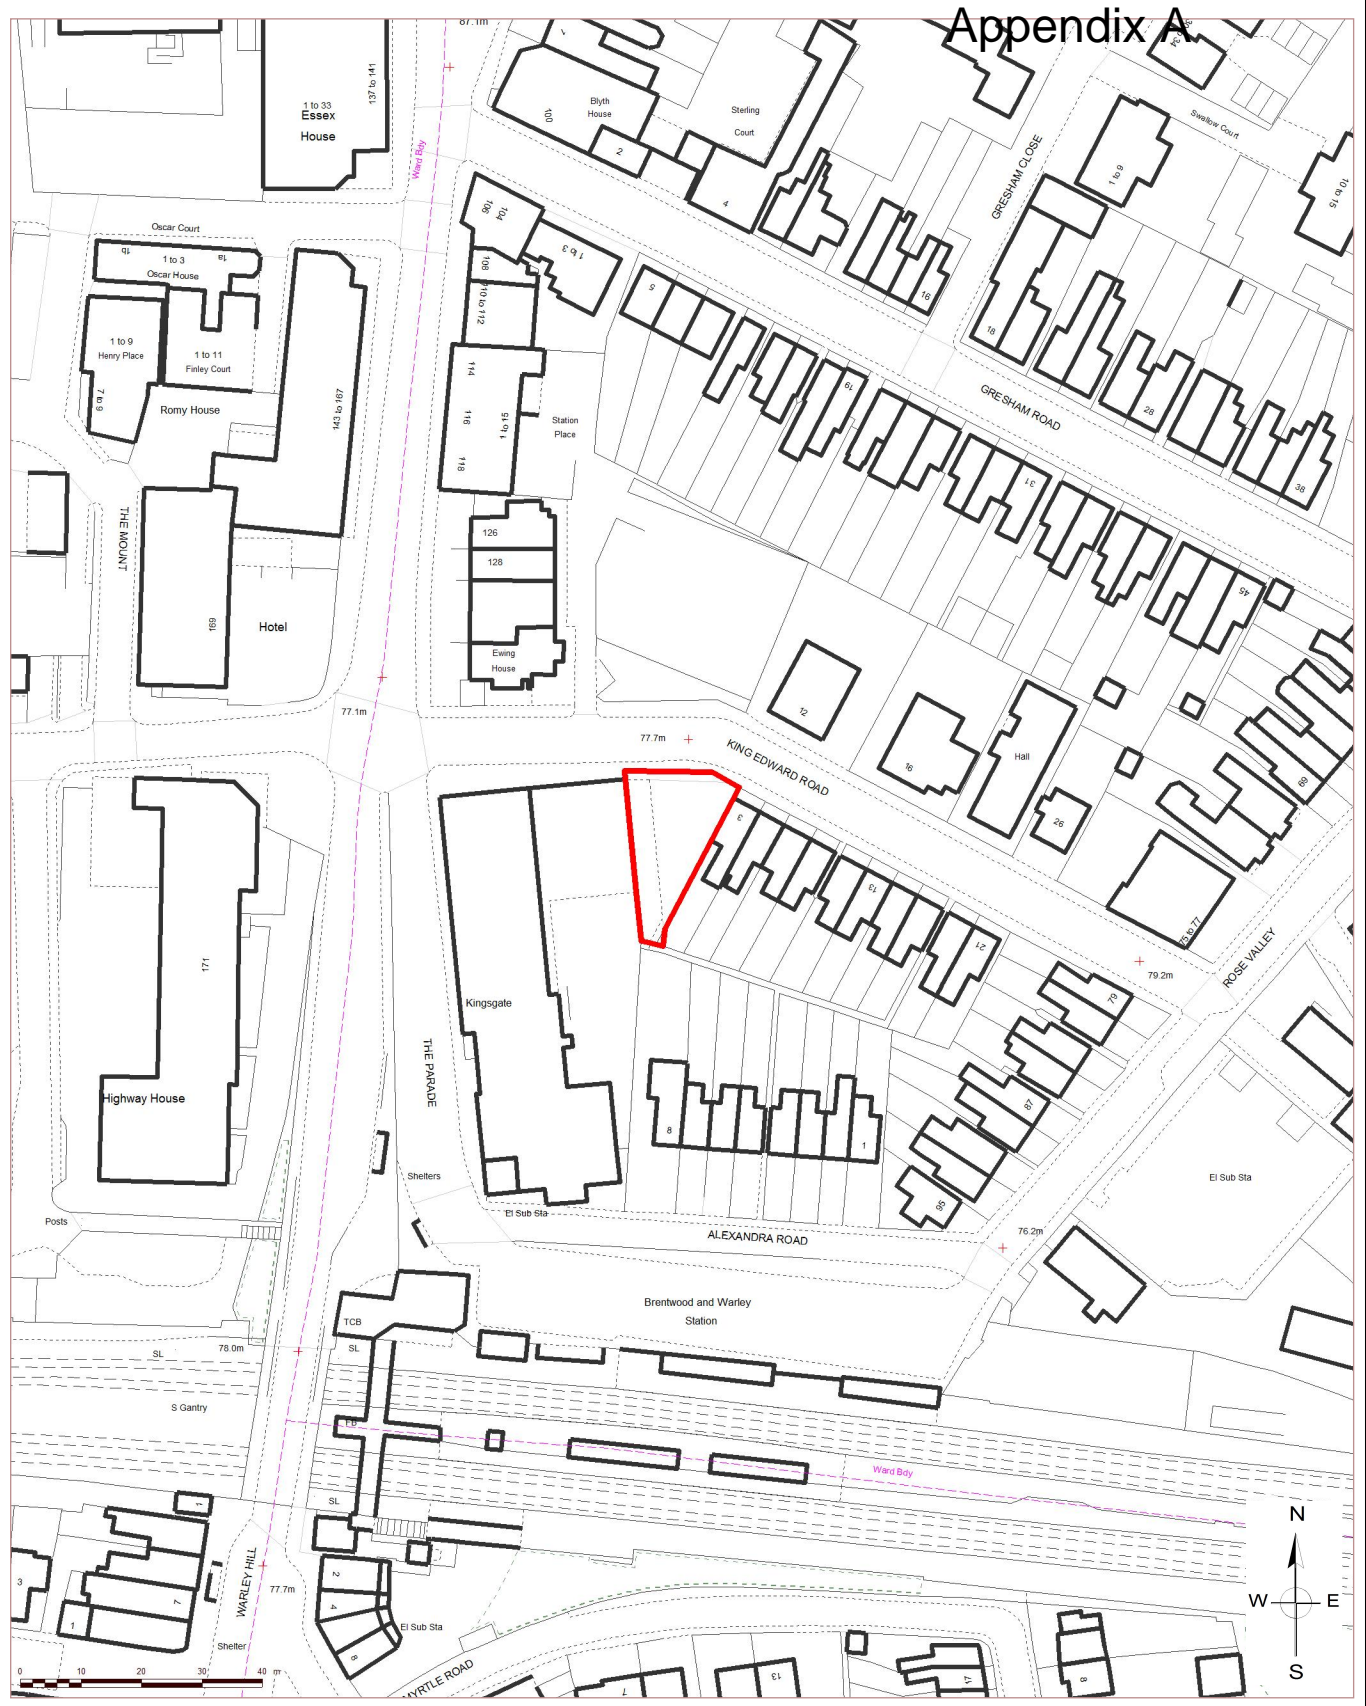 Appendix A
87.1m
30 to 34
1
137 to 141
1 to 33
Essex
House
100
Blyth
House
2
Sterling
Court
4
Swallow Court
GRESHAM CLOSE
1 to 9
10 to 15
Ward Bdy
Oscar Court
1b
1a
1 to 3
Oscar House
106
104
108
110 to 112
1 to 3
5
16
18
1 to 9
Henry Place
7 to 9
1 to 11
Finley Court
Romy House
143 to 167
114
116
118
1 to 15
Station
Place
19
GRESHAM ROAD
28
38
31
45
THE MOUNT
126
128
169
Hotel
Ewing
House
77.1m
77.7m
KING EDWARD ROAD
12
16
Hall
26
69
75 to 77
3
13
21
79.2m
ROSE VALLEY
79
87
95
171
Highway House
Kingsgate
THE PARADE
8
1
Shelters
El Sub Sta
ALEXANDRA ROAD
76.2m
El Sub Sta
Posts
Brentwood and Warley
Station
TCB
SL
SL
78.0m
S Gantry
FB
Ward Bdy
SL
1
3
7
1
WARLEY HILL
77.7m
2
4
8
El Sub Sta
Shelter
MYRTLE ROAD
7
13
17
8
N
W
E
S
0
10
20
30
40
m